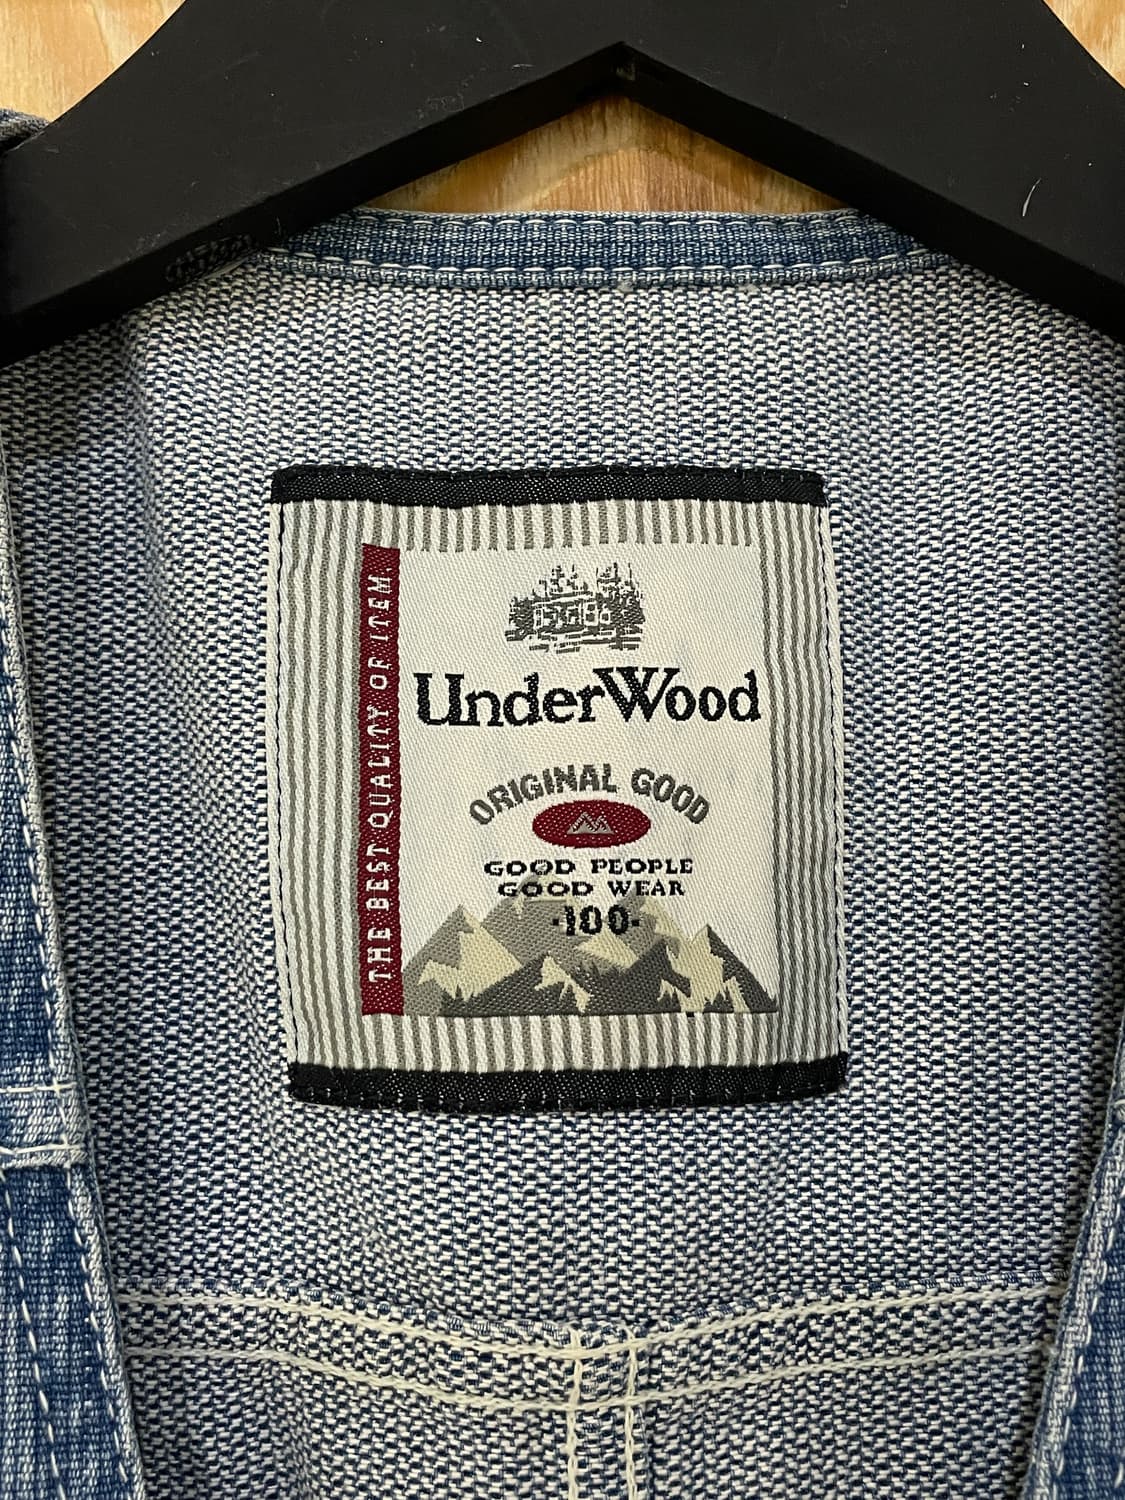 THE BEST QUALITY OF ITEM
UnderWood
ORIGINAL GOOD
GOOD PEOPLE
GOOD WEAR
·100·